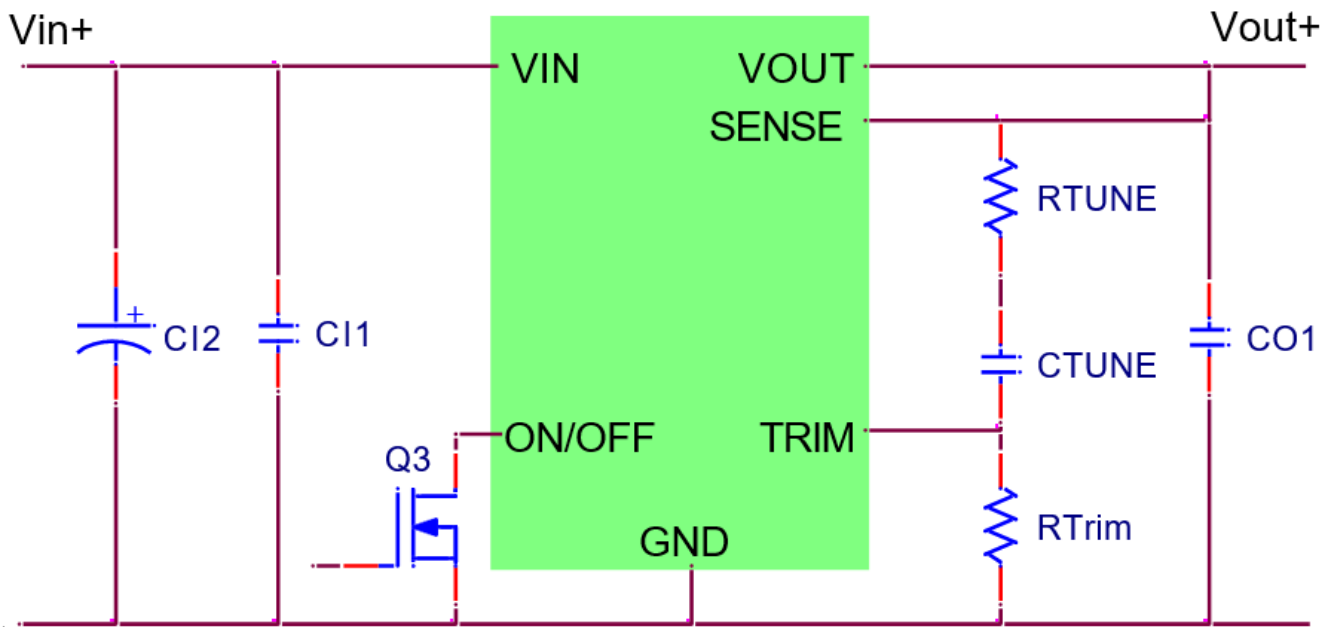 Vin+
Vout+
VIN
VOUT
SENSE
RTUNE
+
CI2
CI1
CO1
CTUNE
ON/OFF
TRIM
Q3
RTrim
GND